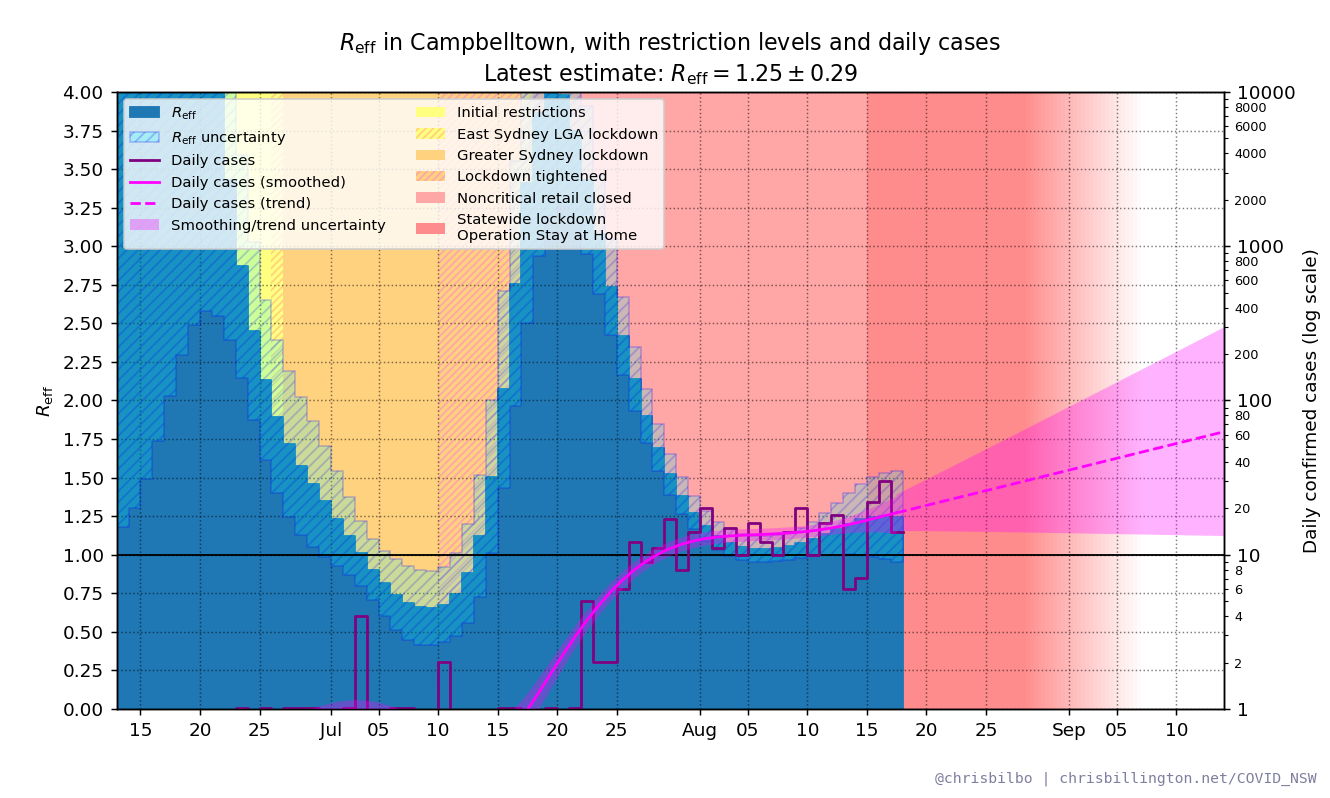 Reff in Campbelltown, with restriction levels and daily cases
Latest estimate: Reff = 1.25 ± 0.29
Reff
Reff uncertainty
Daily cases
Daily cases (smoothed)
Daily cases (trend)
Smoothing/trend uncertainty
Initial restrictions
East Sydney LGA lockdown
Greater Sydney lockdown
Lockdown tightened
Noncritical retail closed
Statewide lockdown
Operation Stay at Home
Reff
4.00
3.75
3.50
3.25
3.00
2.75
2.50
2.25
2.00
1.75
1.50
1.25
1.00
0.75
0.50
0.25
0.00
15 20 25 Jul 05 10 15 20 25 Aug 05 10 15 20 25 Sep 05 10
10000
8000
6000
4000
2000
1000
800
600
400
200
100
80
60
40
20
10
8
6
4
2
1
Daily confirmed cases (log scale)
@chrisbilbo | chrisbillington.net/COVID_NSW